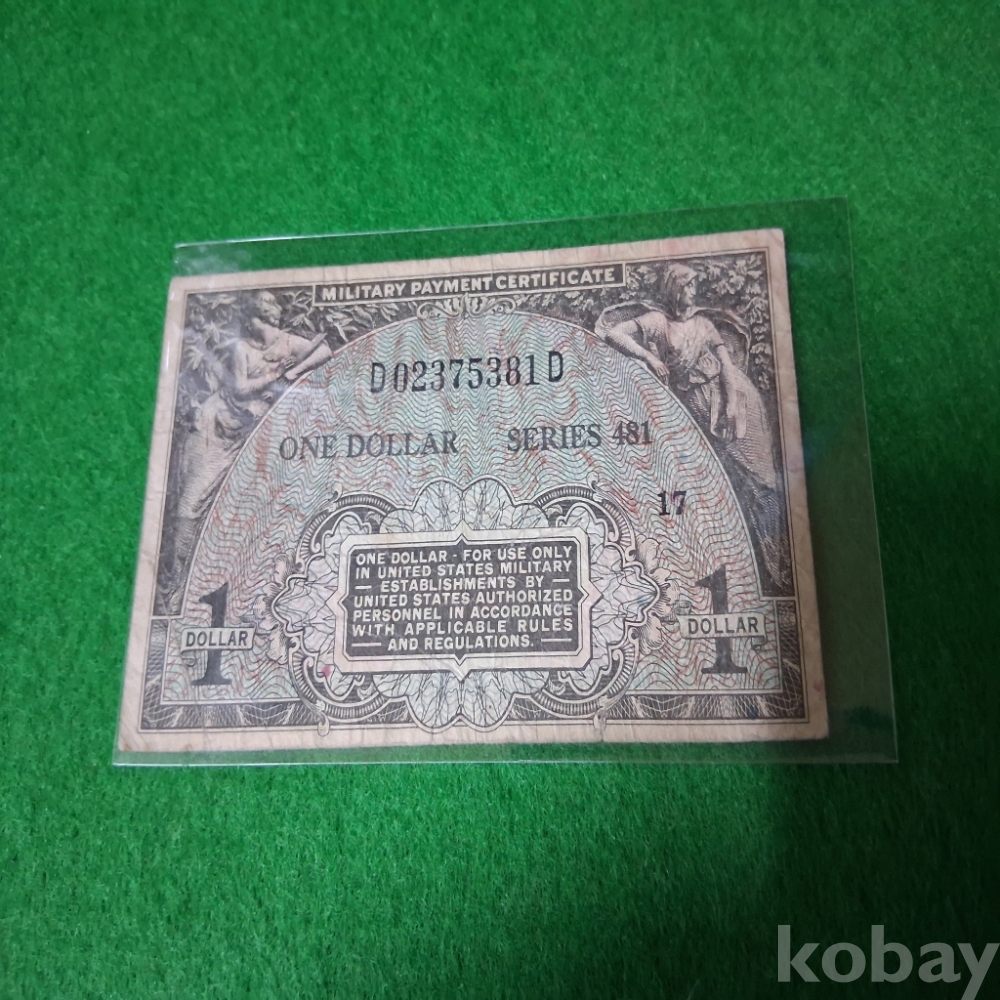 MILITARY PAYMENT CERTIFICATE
D02375381D
ONE DOLLAR SERIES 481
17
ONE DOLLAR - FOR USE ONLY
IN UNITED STATES MILITARY
ESTABLISHMENTS BY
UNITED STATES AUTHORIZED
PERSONNEL IN ACCORDANCE
WITH APPLICABLE RULES
AND REGULATIONS.
1 DOLLAR
1 DOLLAR
kobay